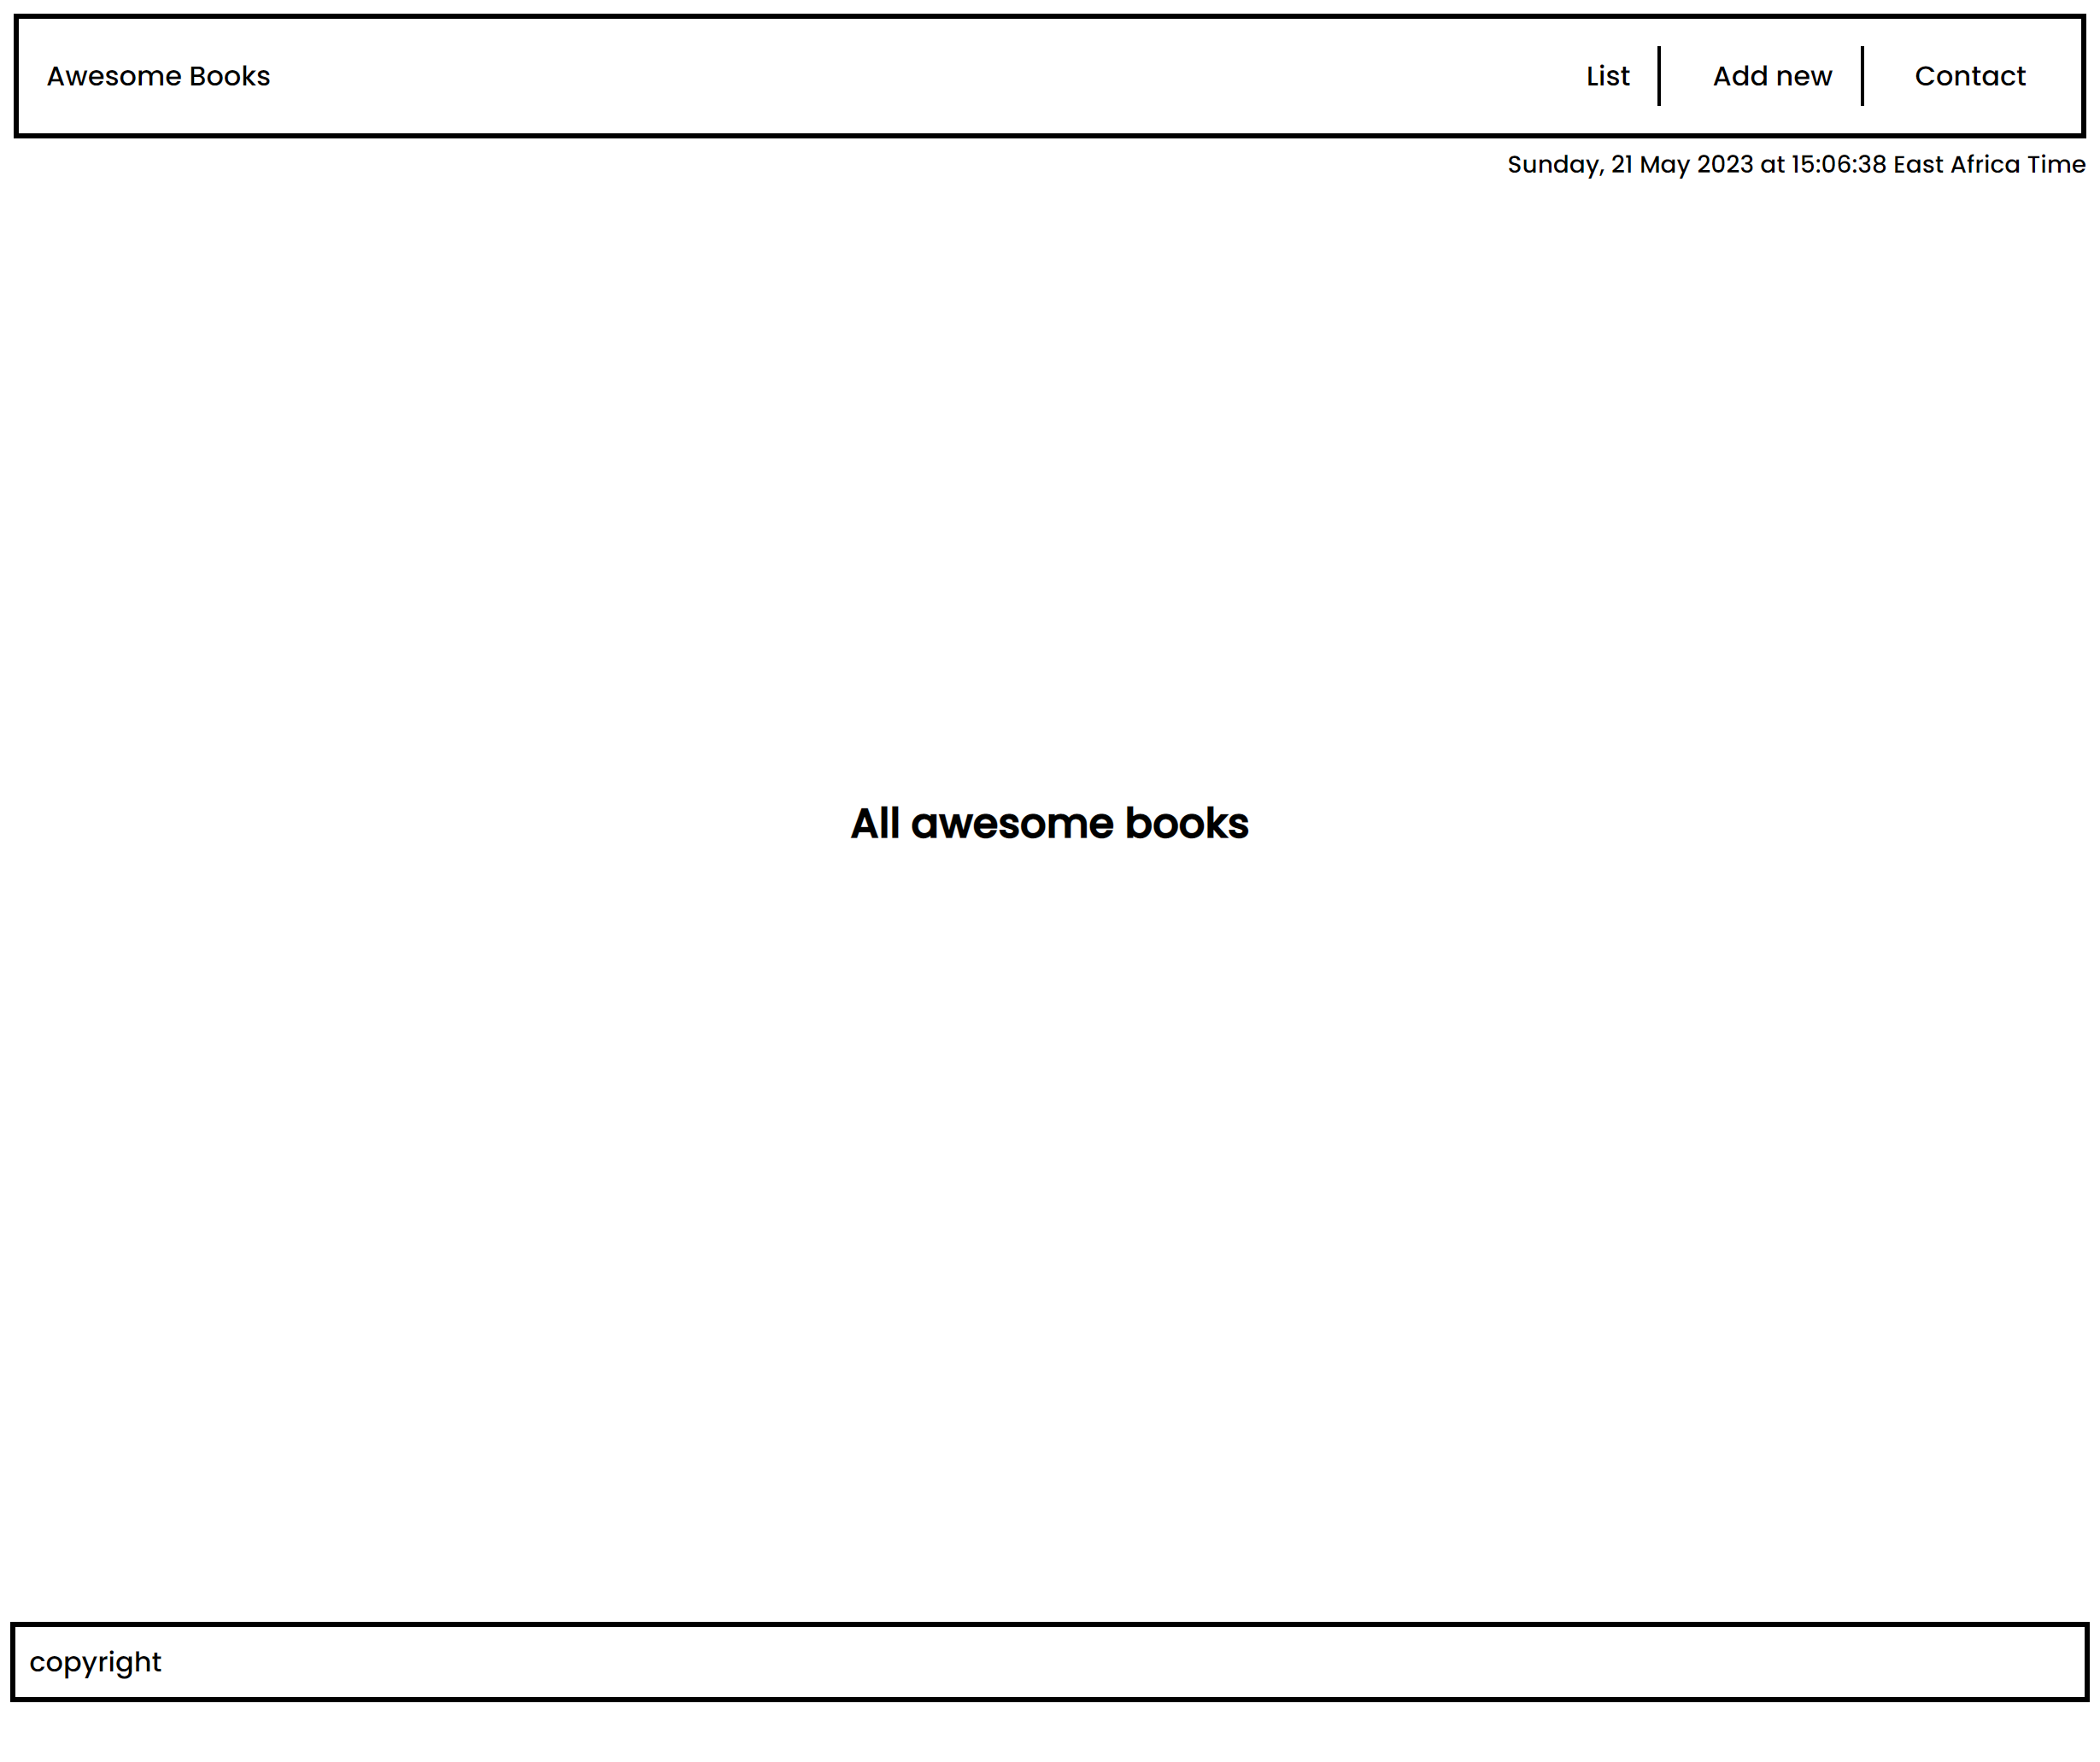 Awesome Books List Add new Contact
Sunday, 21 May 2023 at 15:06:38 East Africa Time
All awesome books
copyright